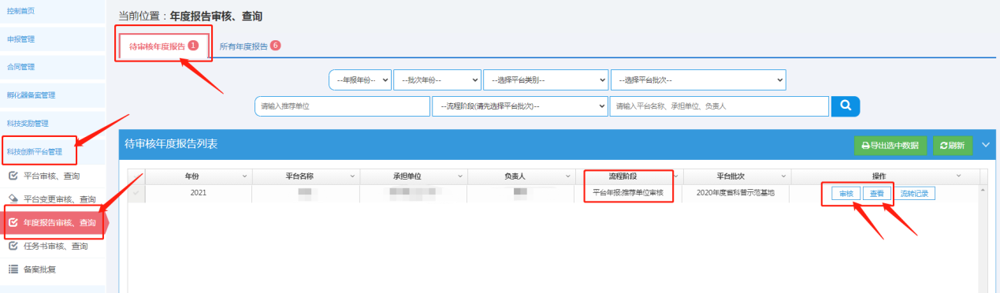 控制首页
申报管理
合同管理
孵化器备案管理
科技奖励管理
科技创新平台管理
平台审核、查询
平台变更审核、查询
年度报告审核、查询
任务书审核、查询
备案批复
当前位置：年度报告审核、查询
待审核年度报告 1 所有年度报告 6
--年报年份-- --批次年份-- --选择平台类别-- --选择平台批次--
请输入推荐单位 --流程阶段(请先选择平台批次)-- 请输入平台名称、承担单位、负责人
待审核年度报告列表 导出选中数据 刷新
年份 平台名称 承担单位 负责人 流程阶段 平台批次 操作
2021 平台年报:推荐单位审核 2020年度省科普示范基地 审核 查看 流转记录